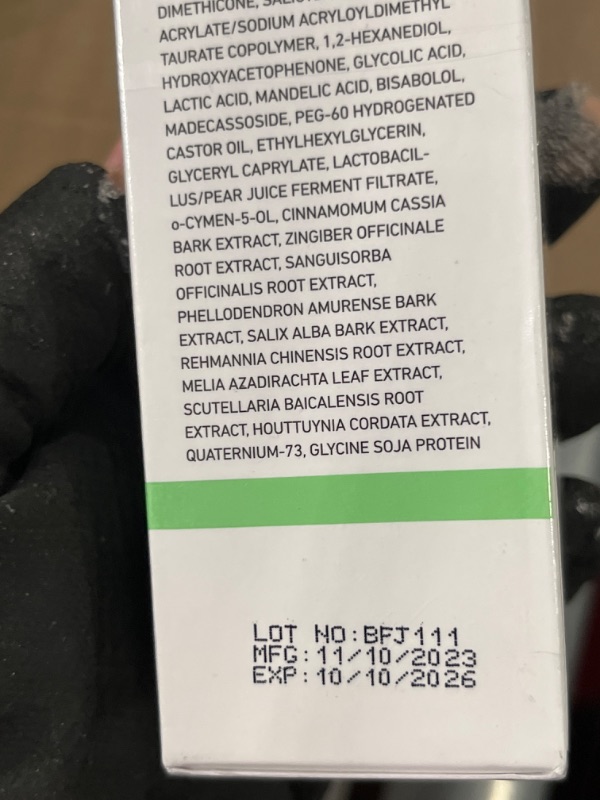 DIMETHICONE,
ACRYLATE/SODIUM ACRYLOYLDIMETHYL
TAURATE COPOLYMER, 1,2-HEXANEDIOL,
HYDROXYACETOPHENONE, GLYCOLIC ACID,
LACTIC ACID, MANDELIC ACID, BISABOLOL,
MADECASSOSIDE, PEG-60 HYDROGENATED
CASTOR OIL, ETHYLHEXYLGLYCERIN,
GLYCERYL CAPRYLATE, LACTOBACIL-
LUS/PEAR JUICE FERMENT FILTRATE,
o-CYMEN-5-OL, CINNAMOMUM CASSIA
BARK EXTRACT, ZINGIBER OFFICINALE
ROOT EXTRACT, SANGUISORBA
OFFICINALIS ROOT EXTRACT,
PHELLODENDRON AMURENSE BARK
EXTRACT, SALIX ALBA BARK EXTRACT,
REHMANNIA CHINENSIS ROOT EXTRACT,
MELIA AZADIRACHTA LEAF EXTRACT,
SCUTELLARIA BAICALENSIS ROOT
EXTRACT, HOUTTUYNIA CORDATA EXTRACT,
QUATERNIUM-73, GLYCINE SOJA PROTEIN
LOT NO:BFJ111
MFG:11/10/2023
EXP:10/10/2026